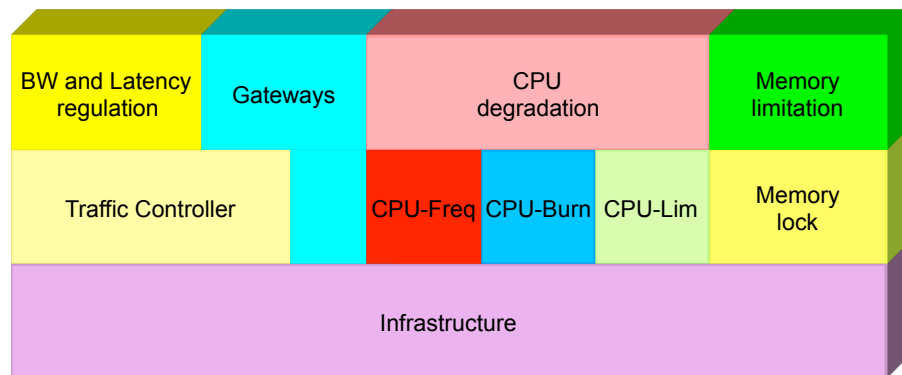 BW and Latency
regulation
Gateways
CPU
degradation
Memory
limitation
Traffic Controller
CPU-Freq
CPU-Burn
CPU-Lim
Memory
lock
Infrastructure